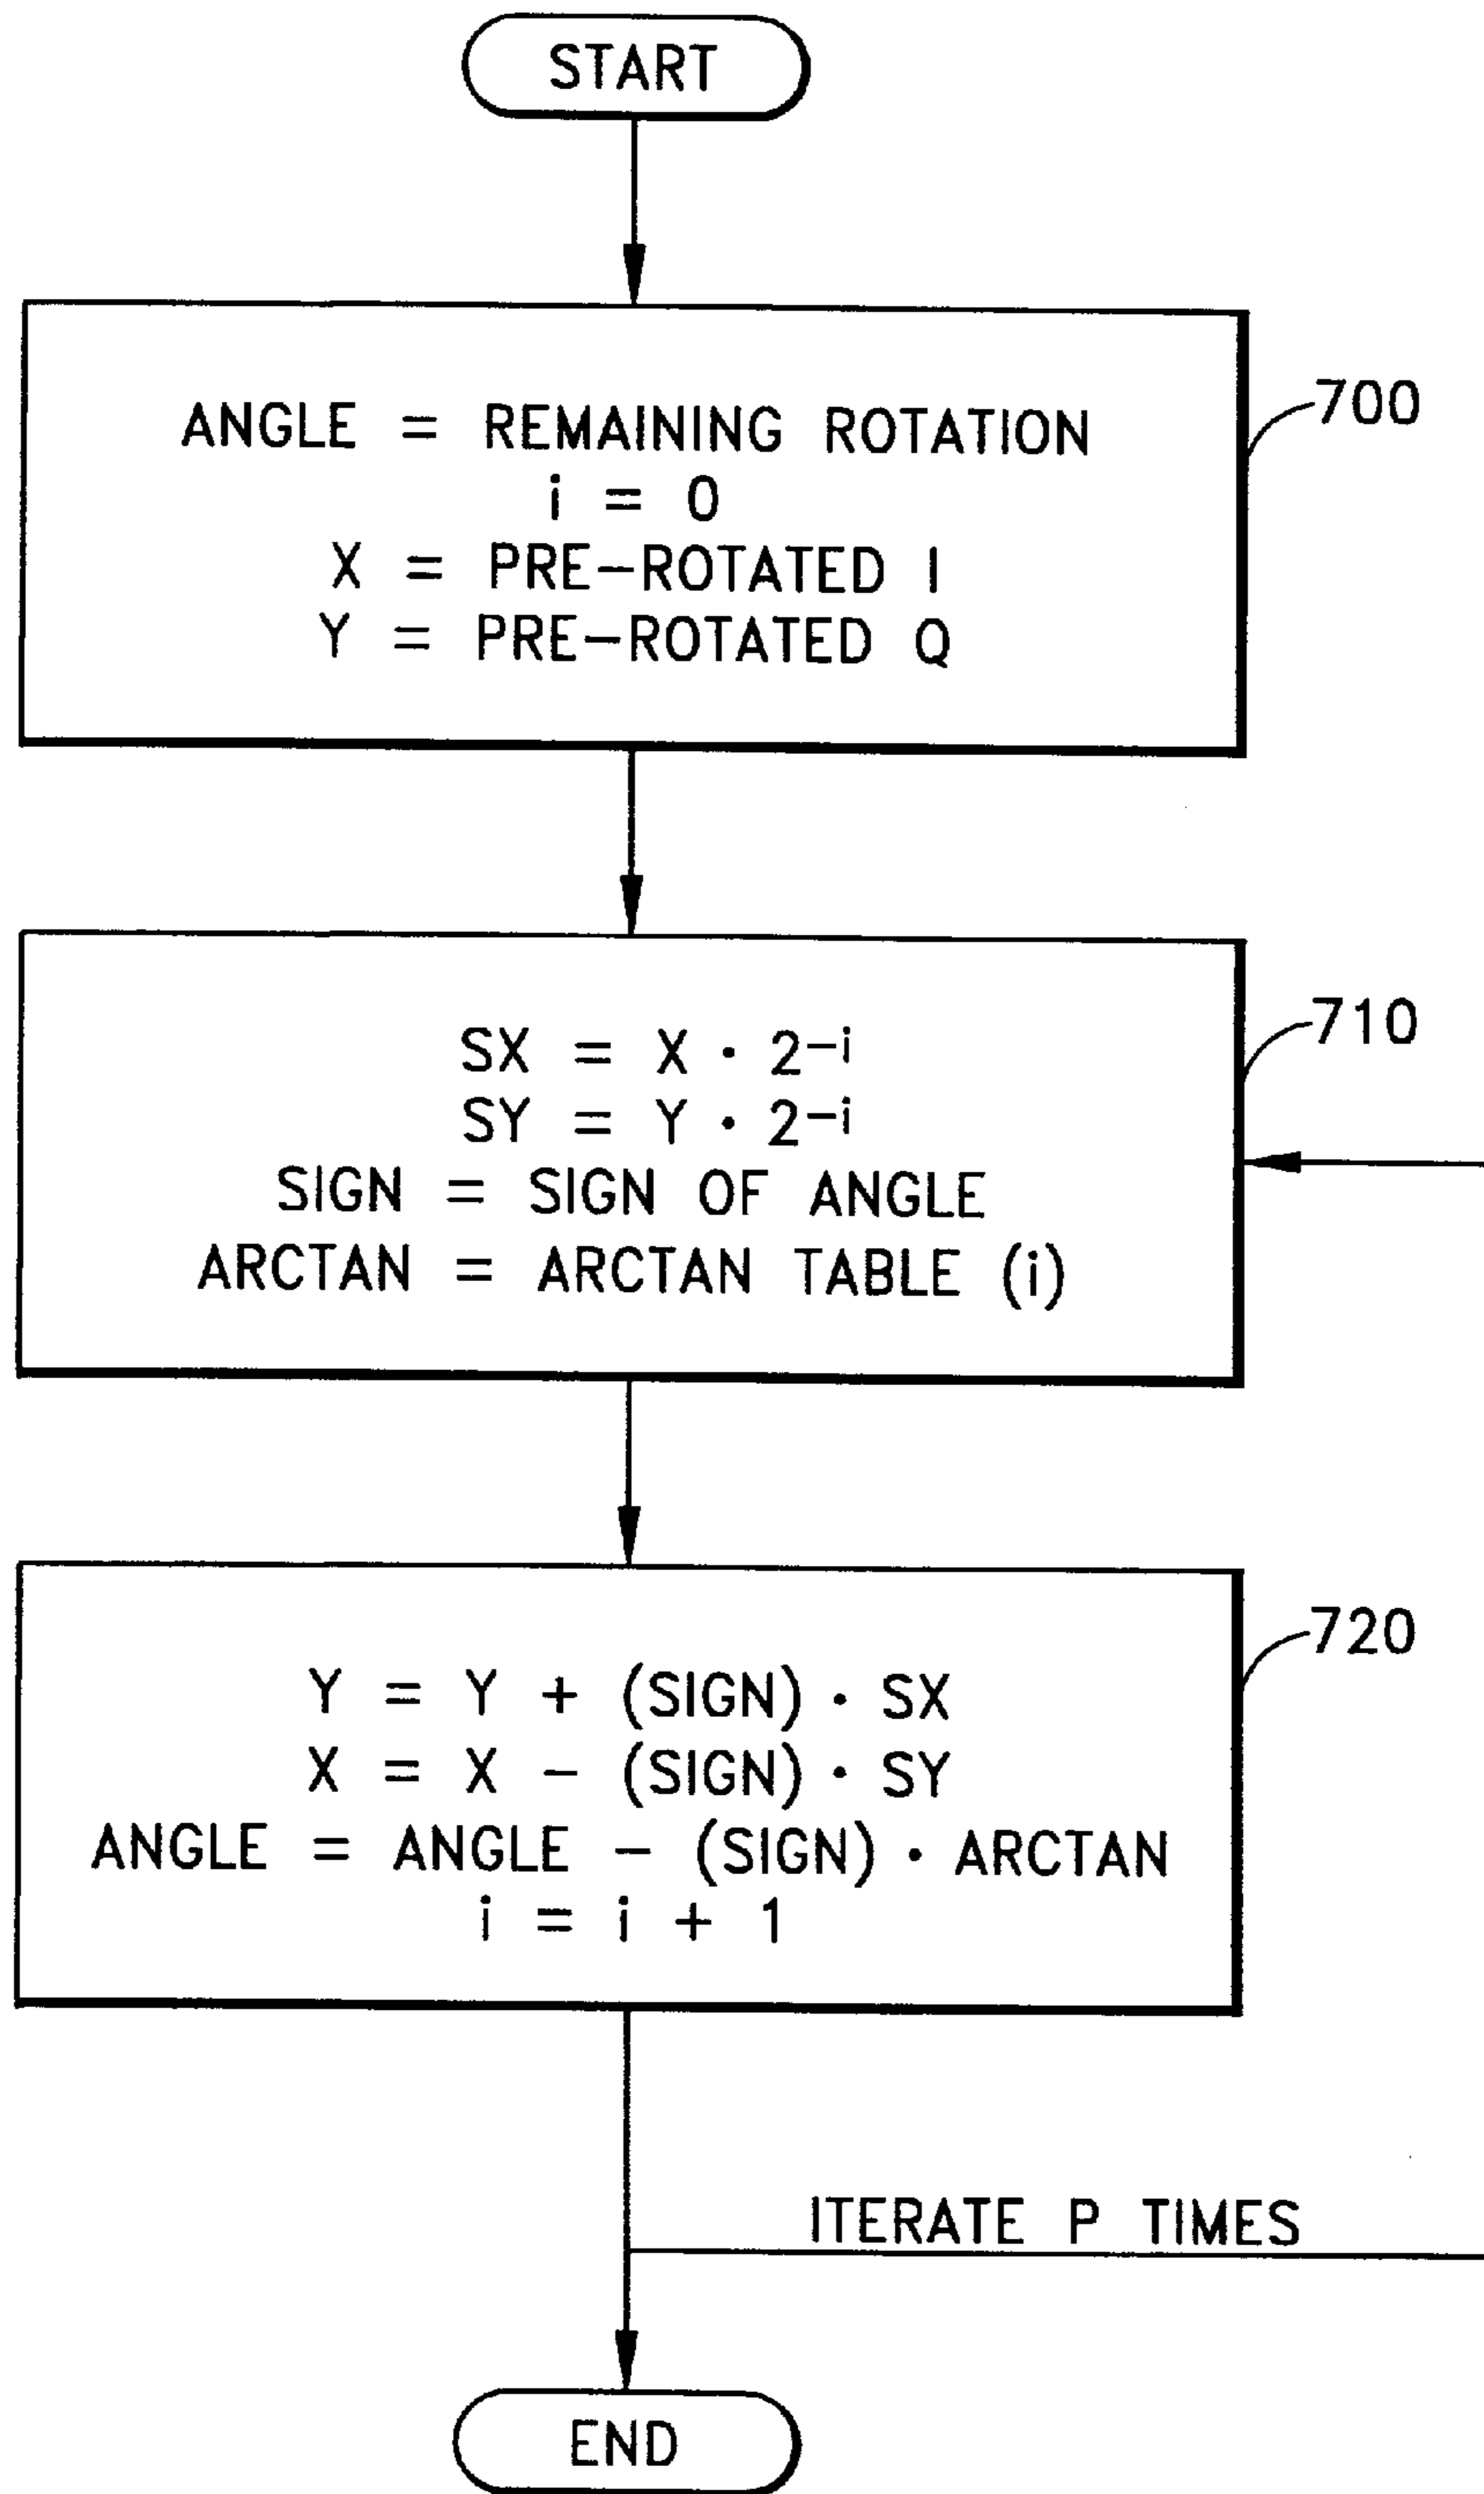 START
ANGLE = REMAINING ROTATION
i = 0
X = PRE-ROTATED I
Y = PRE-ROTATED Q
700
SX = X · 2⁻ⁱ
SY = Y · 2⁻ⁱ
SIGN = SIGN OF ANGLE
ARCTAN = ARCTAN TABLE (i)
710
Y = Y + (SIGN) · SX
X = X − (SIGN) · SY
ANGLE = ANGLE − (SIGN) · ARCTAN
i = i + 1
720
ITERATE P TIMES
END